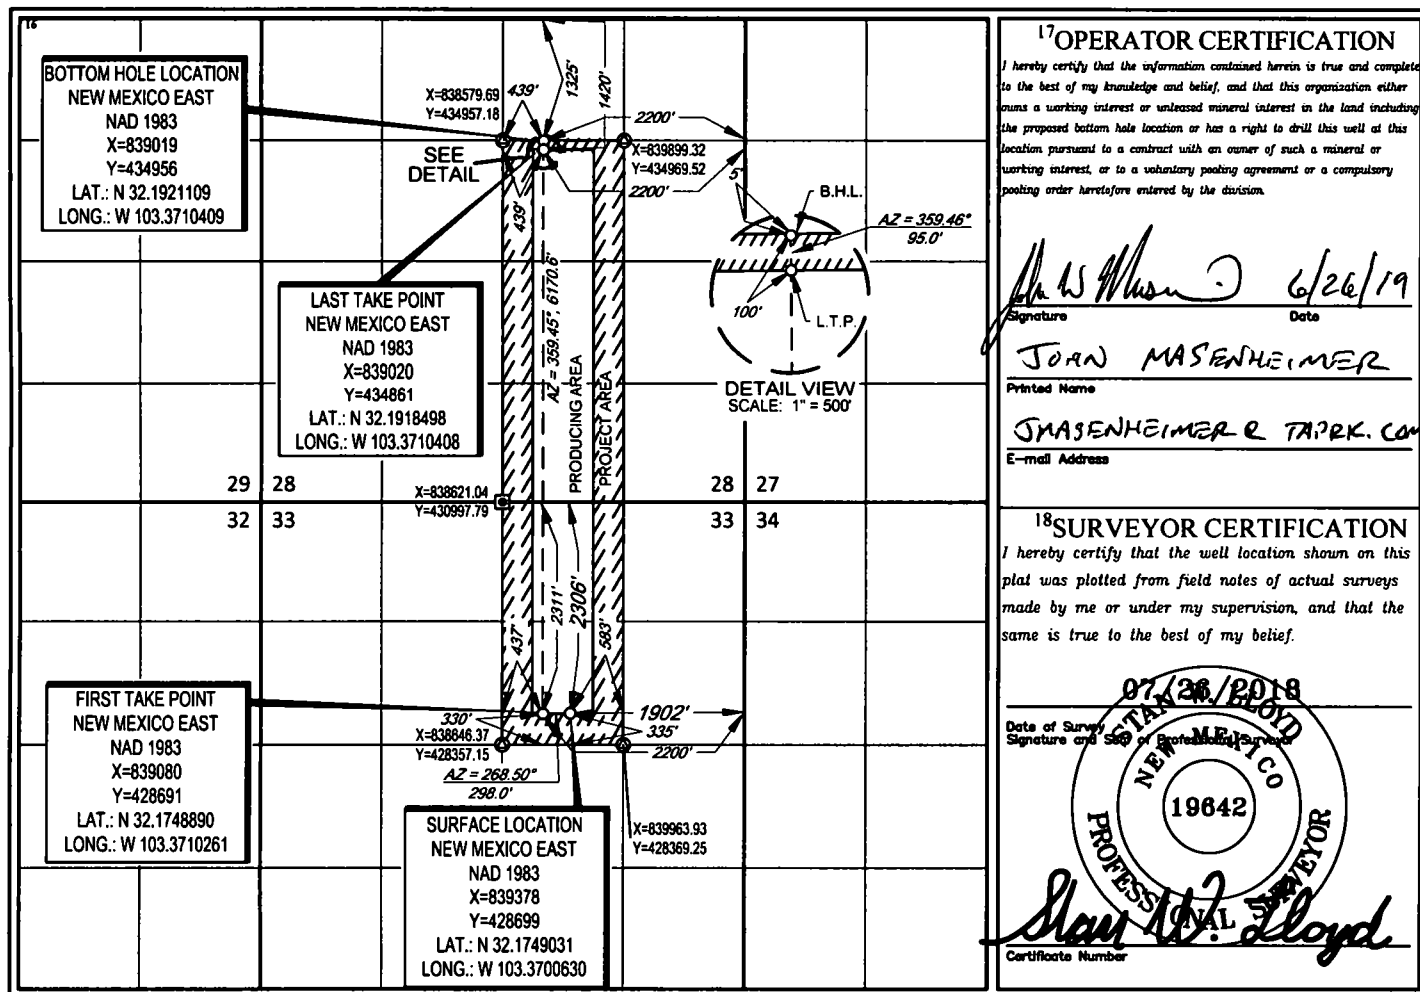 16
BOTTOM HOLE LOCATION
NEW MEXICO EAST
NAD 1983
X=839019
Y=434956
LAT.: N 32.1921109
LONG.: W 103.3710409
LAST TAKE POINT
NEW MEXICO EAST
NAD 1983
X=839020
Y=434861
LAT.: N 32.1918498
LONG.: W 103.3710408
FIRST TAKE POINT
NEW MEXICO EAST
NAD 1983
X=839080
Y=428691
LAT.: N 32.1748890
LONG.: W 103.3710261
SURFACE LOCATION
NEW MEXICO EAST
NAD 1983
X=839378
Y=428699
LAT.: N 32.1749031
LONG.: W 103.3700630
X=838579.69
Y=434957.18
439'
1325'
1420'
2200'
X=839899.32
Y=434969.52
SEE
DETAIL
2200'
439'
AZ = 359.45°, 6170.6'
PRODUCING AREA
PROJECT AREA
5'
B.H.L.
AZ = 359.46°
95.0'
100'
L.T.P.
DETAIL VIEW
SCALE: 1" = 500'
29 28
32 33
X=838621.04
Y=430997.79
28 27
33 34
2311'
2306'
437'
583'
330'
1902'
335'
2200'
X=838646.37
Y=428357.15
AZ = 268.50°
298.0'
X=839963.93
Y=428369.25
17 OPERATOR CERTIFICATION
I hereby certify that the information contained herein is true and complete
to the best of my knowledge and belief, and that this organization either
owns a working interest or unleased mineral interest in the land including
the proposed bottom hole location or has a right to drill this well at this
location pursuant to a contract with an owner of such a mineral or
working interest, or to a voluntary pooling agreement or a compulsory
pooling order heretofore entered by the division.
6/26/19
Signature Date
JOHN MASENHEIMER
Printed Name
JMASENHEIMER@TAPRK.COM
E-mail Address
18 SURVEYOR CERTIFICATION
I hereby certify that the well location shown on this
plat was plotted from field notes of actual surveys
made by me or under my supervision, and that the
same is true to the best of my belief.
07/26/2018
Date of Survey
Signature and Seal of Professional Surveyor
STAN W. LLOYD
NEW MEXICO
19642
PROFESSIONAL SURVEYOR
Stan W. Lloyd
Certificate Number